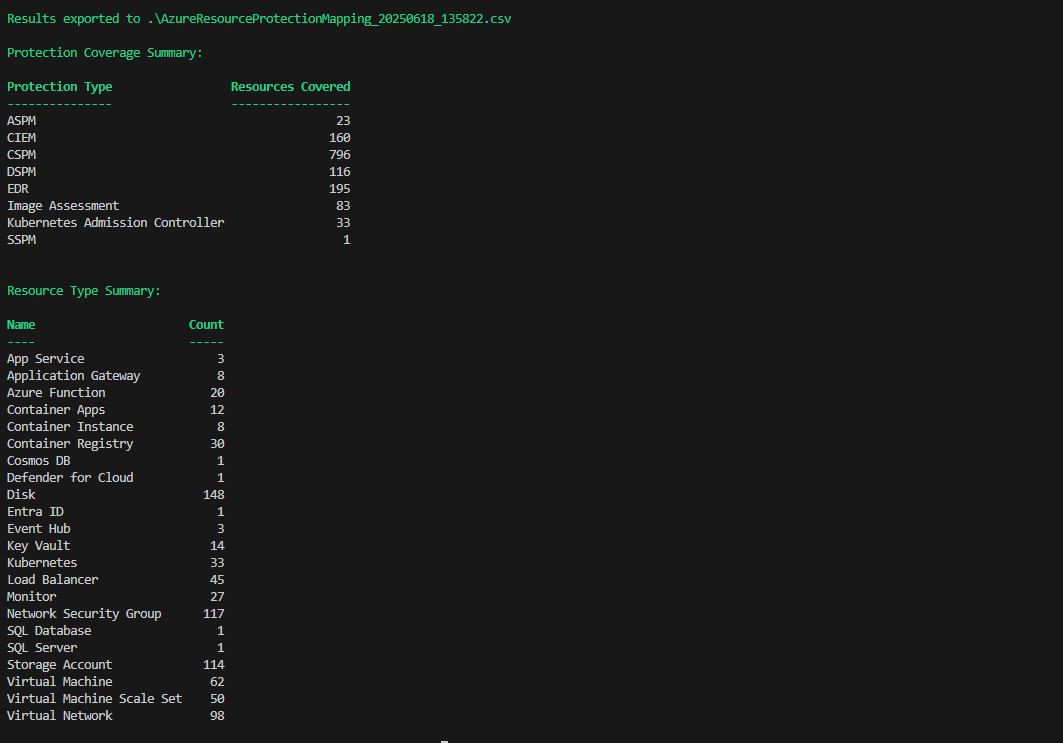 Results exported to .\AzureResourceProtectionMapping_20250618_135822.csv
Protection Coverage Summary:
Protection Type Resources Covered
--------------- -----------------
ASPM 23
CIEM 160
CSPM 796
DSPM 116
EDR 195
Image Assessment 83
Kubernetes Admission Controller 33
SSPM 1
Resource Type Summary:
Name Count
---- -----
App Service 3
Application Gateway 8
Azure Function 20
Container Apps 12
Container Instance 8
Container Registry 30
Cosmos DB 1
Defender for Cloud 1
Disk 148
Entra ID 1
Event Hub 3
Key Vault 14
Kubernetes 33
Load Balancer 45
Monitor 27
Network Security Group 117
SQL Database 1
SQL Server 1
Storage Account 114
Virtual Machine 62
Virtual Machine Scale Set 50
Virtual Network 98